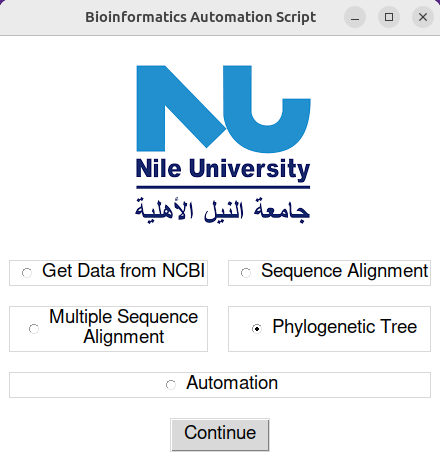 Bioinformatics Automation Script
NU
Nile University
جامعة النيل الأهلية
Get Data from NCBI
Sequence Alignment
Multiple Sequence
Alignment
Phylogenetic Tree
Automation
Continue